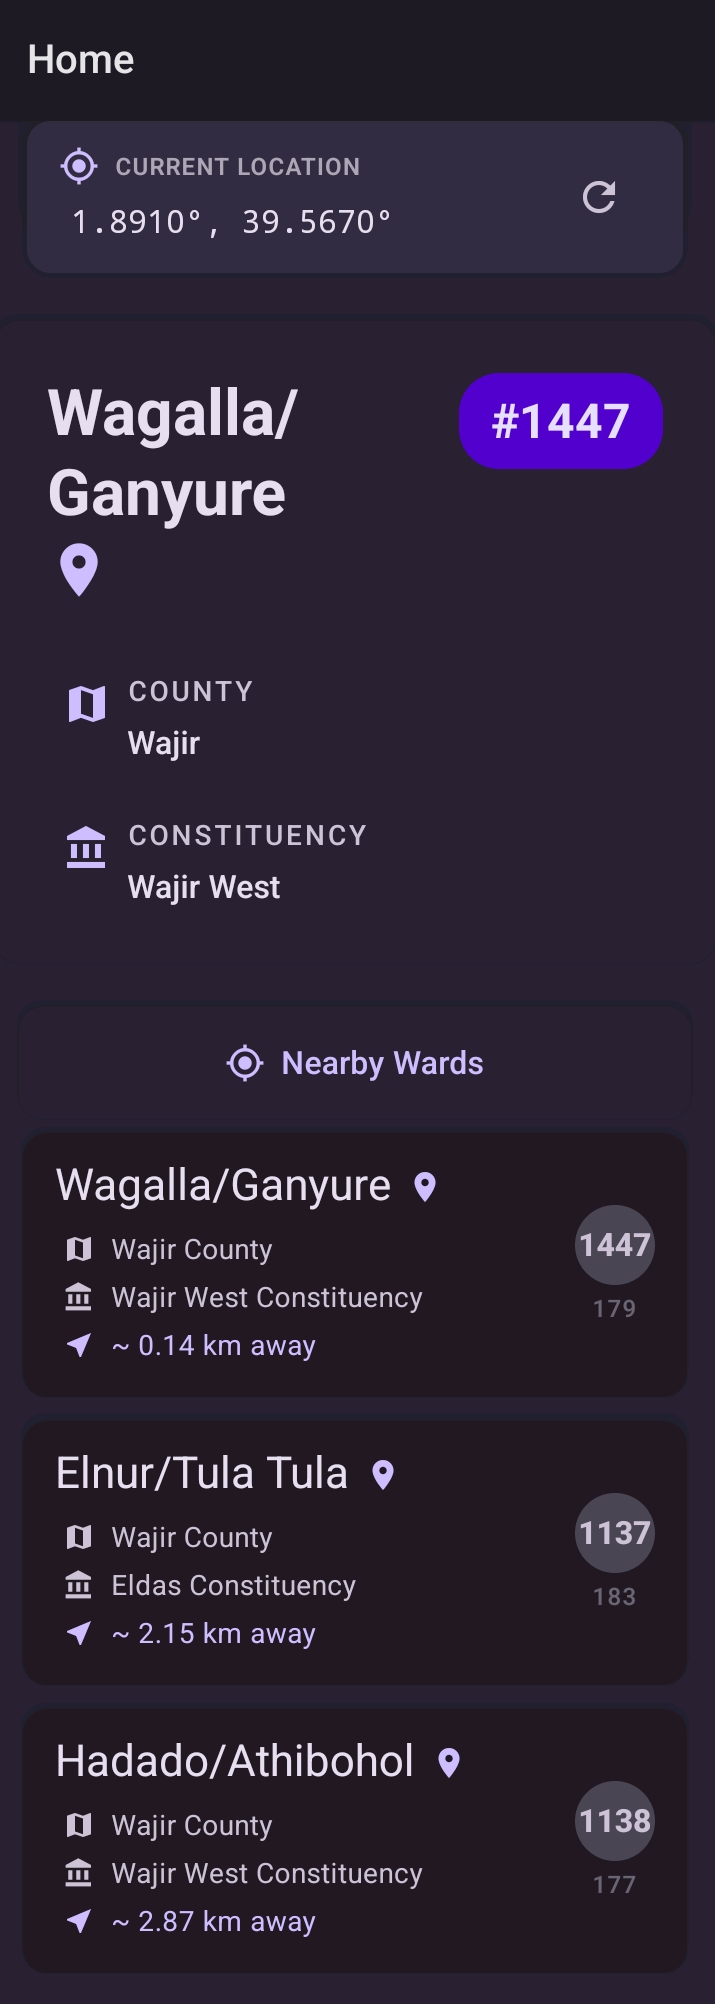 Home
CURRENT LOCATION
1.8910°, 39.5670°
Wagalla/
Ganyure
#1447
COUNTY
Wajir
CONSTITUENCY
Wajir West
Nearby Wards
Wagalla/Ganyure
Wajir County
Wajir West Constituency
~ 0.14 km away
1447
179
Elnur/Tula Tula
Wajir County
Eldas Constituency
~ 2.15 km away
1137
183
Hadado/Athibohol
Wajir County
Wajir West Constituency
~ 2.87 km away
1138
177